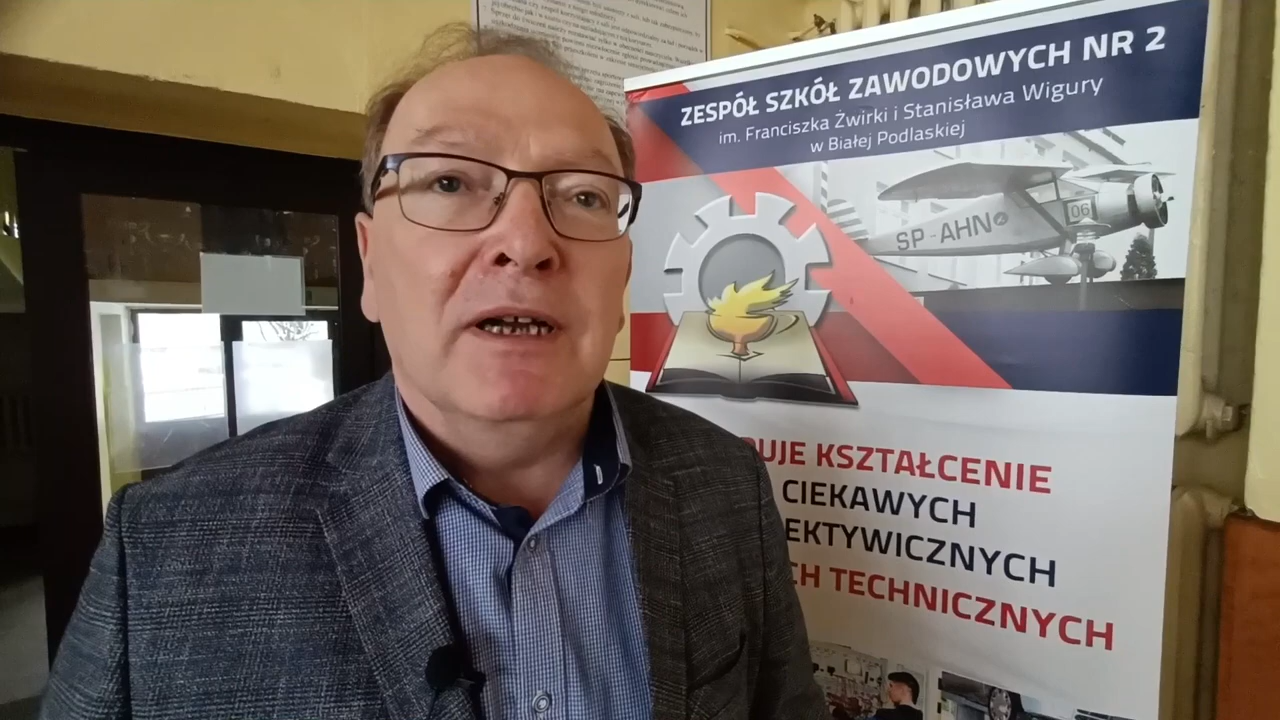 ZESPÓŁ SZKÓŁ ZAWODOWYCH NR 2
im. Franciszka Żwirki i Stanisława Wigury
w Białej Podlaskiej
SP-AHN
06
UJE KSZTAŁCENIE
CIEKAWYCH
EKTYWICZNYCH
CH TECHNICZNYCH